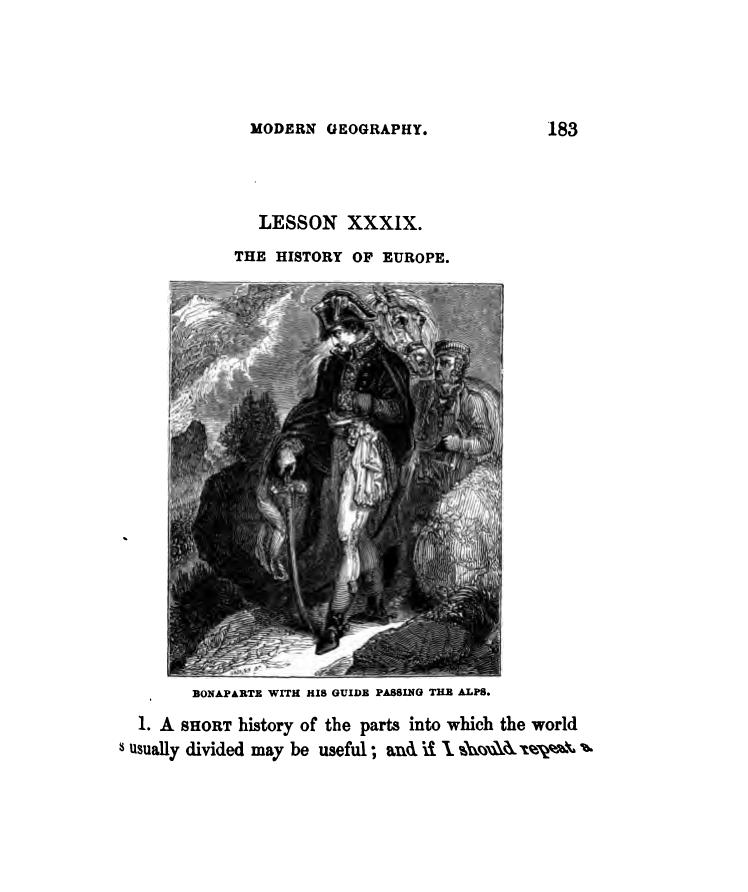 MODERN GEOGRAPHY. 183
LESSON XXXIX.
THE HISTORY OF EUROPE.
BONAPARTE WITH HIS GUIDE PASSING THE ALPS.
1. A SHORT history of the parts into which the world
s usually divided may be useful; and if I should repeat a